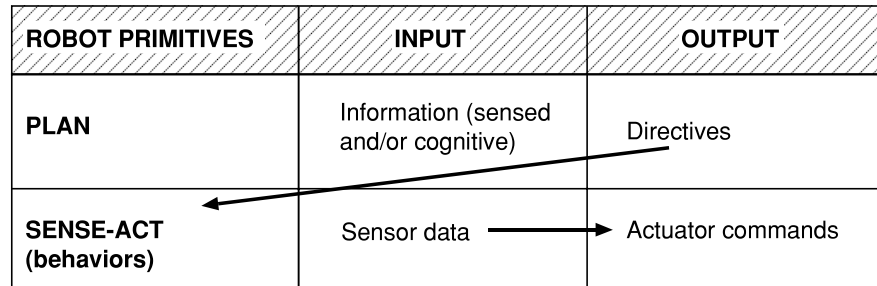 ROBOT PRIMITIVES INPUT OUTPUT
PLAN
Information (sensed
and/or cognitive)
Directives
SENSE-ACT
(behaviors)
Sensor data
Actuator commands